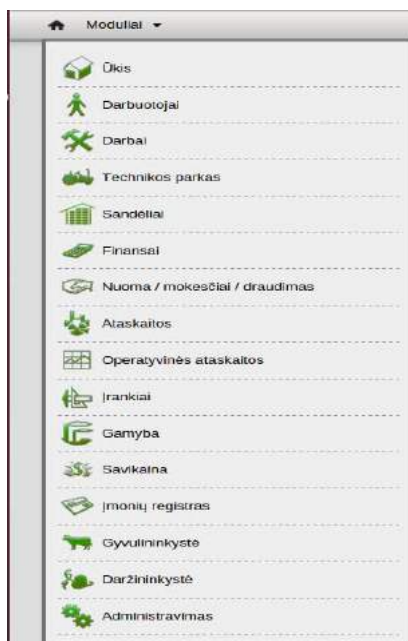 Moduliai
Ūkis
Darbuotojai
Darbai
Technikos parkas
Sandėliai
Finansai
Nuoma / mokesčiai / draudimas
Ataskaitos
Operatyvinės ataskaitos
Įrankiai
Gamyba
Savikaina
Įmonių registras
Gyvulininkystė
Daržininkystė
Administravimas